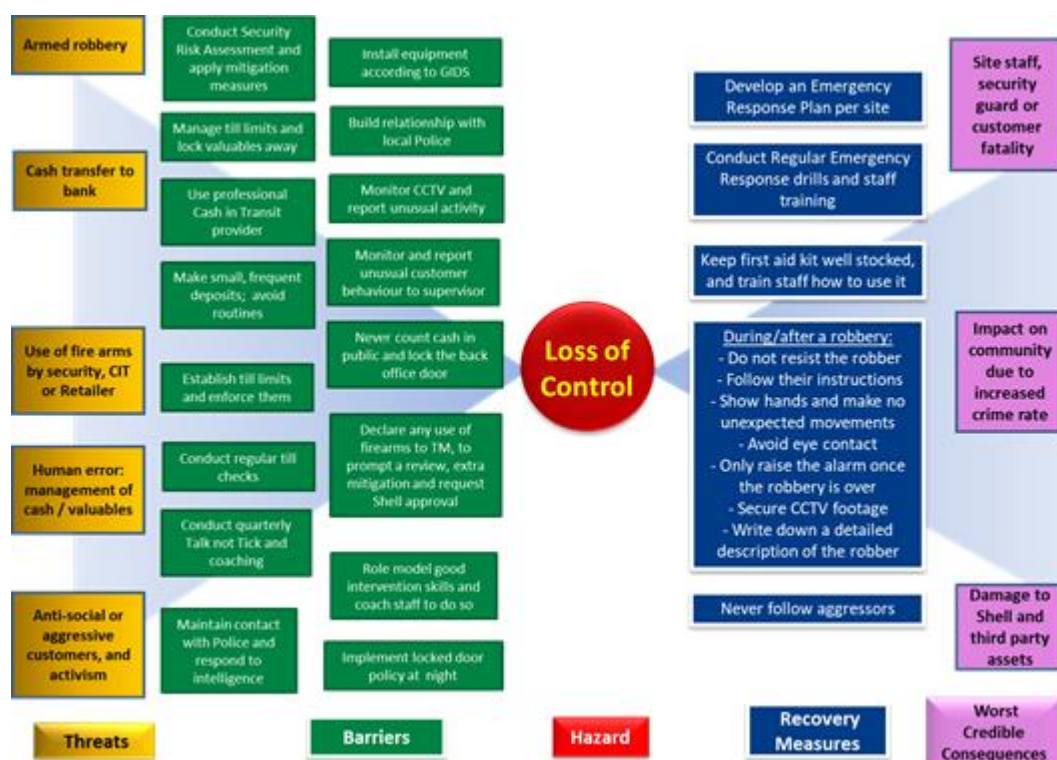 Armed robbery
Cash transfer to
bank
Use of fire arms
by security, CIT
or Retailer
Human error:
management of
cash / valuables
Anti-social or
aggressive
customers, and
activism
Conduct Security
Risk Assessment and
apply mitigation
measures
Manage till limits and
lock valuables away
Use professional
Cash in Transit
provider
Make small, frequent
deposits; avoid
routines
Establish till limits
and enforce them
Conduct regular till
checks
Conduct quarterly
Talk not Tick and
coaching
Maintain contact
with Police and
respond to
intelligence
Install equipment
according to GIDS
Build relationship with
local Police
Monitor CCTV and
report unusual activity
Monitor and report
unusual customer
behaviour to supervisor
Never count cash in
public and lock the back
office door
Declare any use of
firearms to TM, to
prompt a review, extra
mitigation and request
Shell approval
Role model good
intervention skills and
coach staff to do so
Implement locked door
policy at night
Loss of
Control
Develop an Emergency
Response Plan per site
Conduct Regular Emergency
Response drills and staff
training
Keep first aid kit well stocked,
and train staff how to use it
During/after a robbery:
- Do not resist the robber
- Follow their instructions
- Show hands and make no
unexpected movements
- Avoid eye contact
- Only raise the alarm once
the robbery is over
- Secure CCTV footage
- Write down a detailed
description of the robber
Never follow aggressors
Site staff,
security
guard or
customer
fatality
Impact on
community
due to
increased
crime rate
Damage to
Shell and
third party
assets
Threats
Barriers
Hazard
Recovery
Measures
Worst
Credible
Consequences